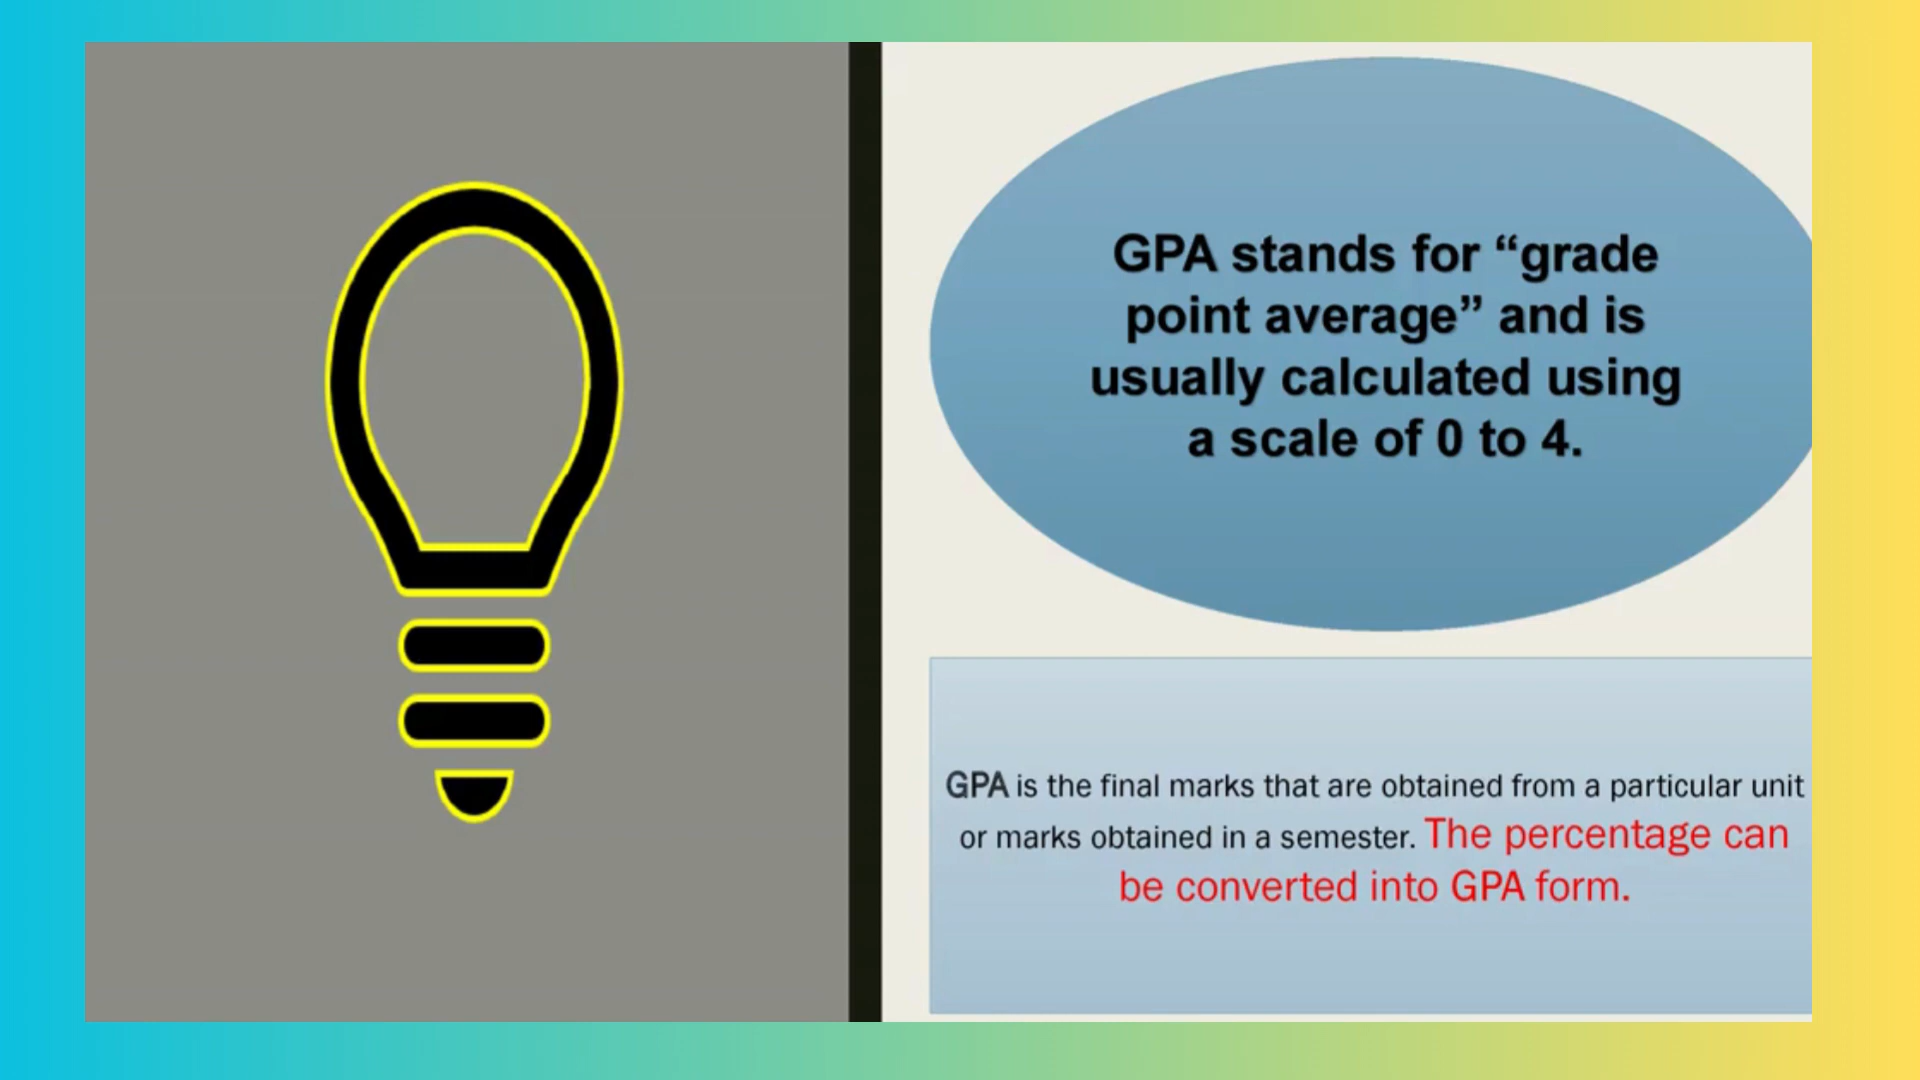 GPA stands for “grade
point average” and is
usually calculated using
a scale of 0 to 4.
GPA is the final marks that are obtained from a particular unit
or marks obtained in a semester. The percentage can
be converted into GPA form.